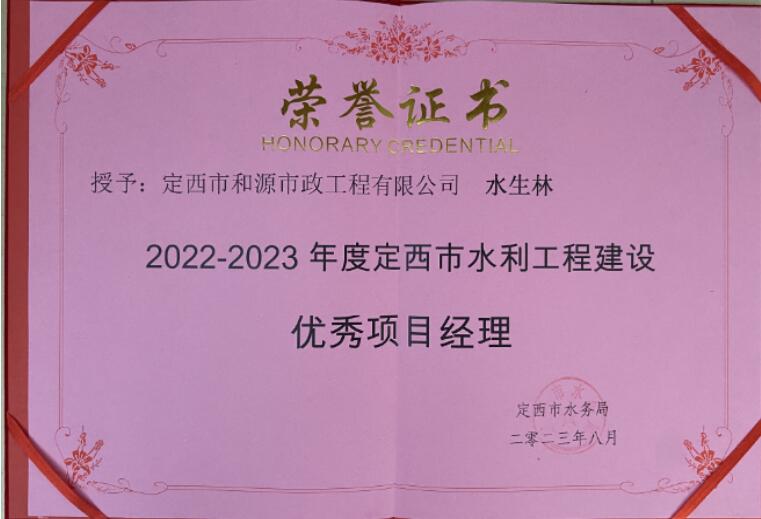 荣誉证书
HONORARY CREDENTIAL
授予：定西市和源市政工程有限公司 水生林
2022-2023 年度定西市水利工程建设
优秀项目经理
定西市水务局
二零二三年八月